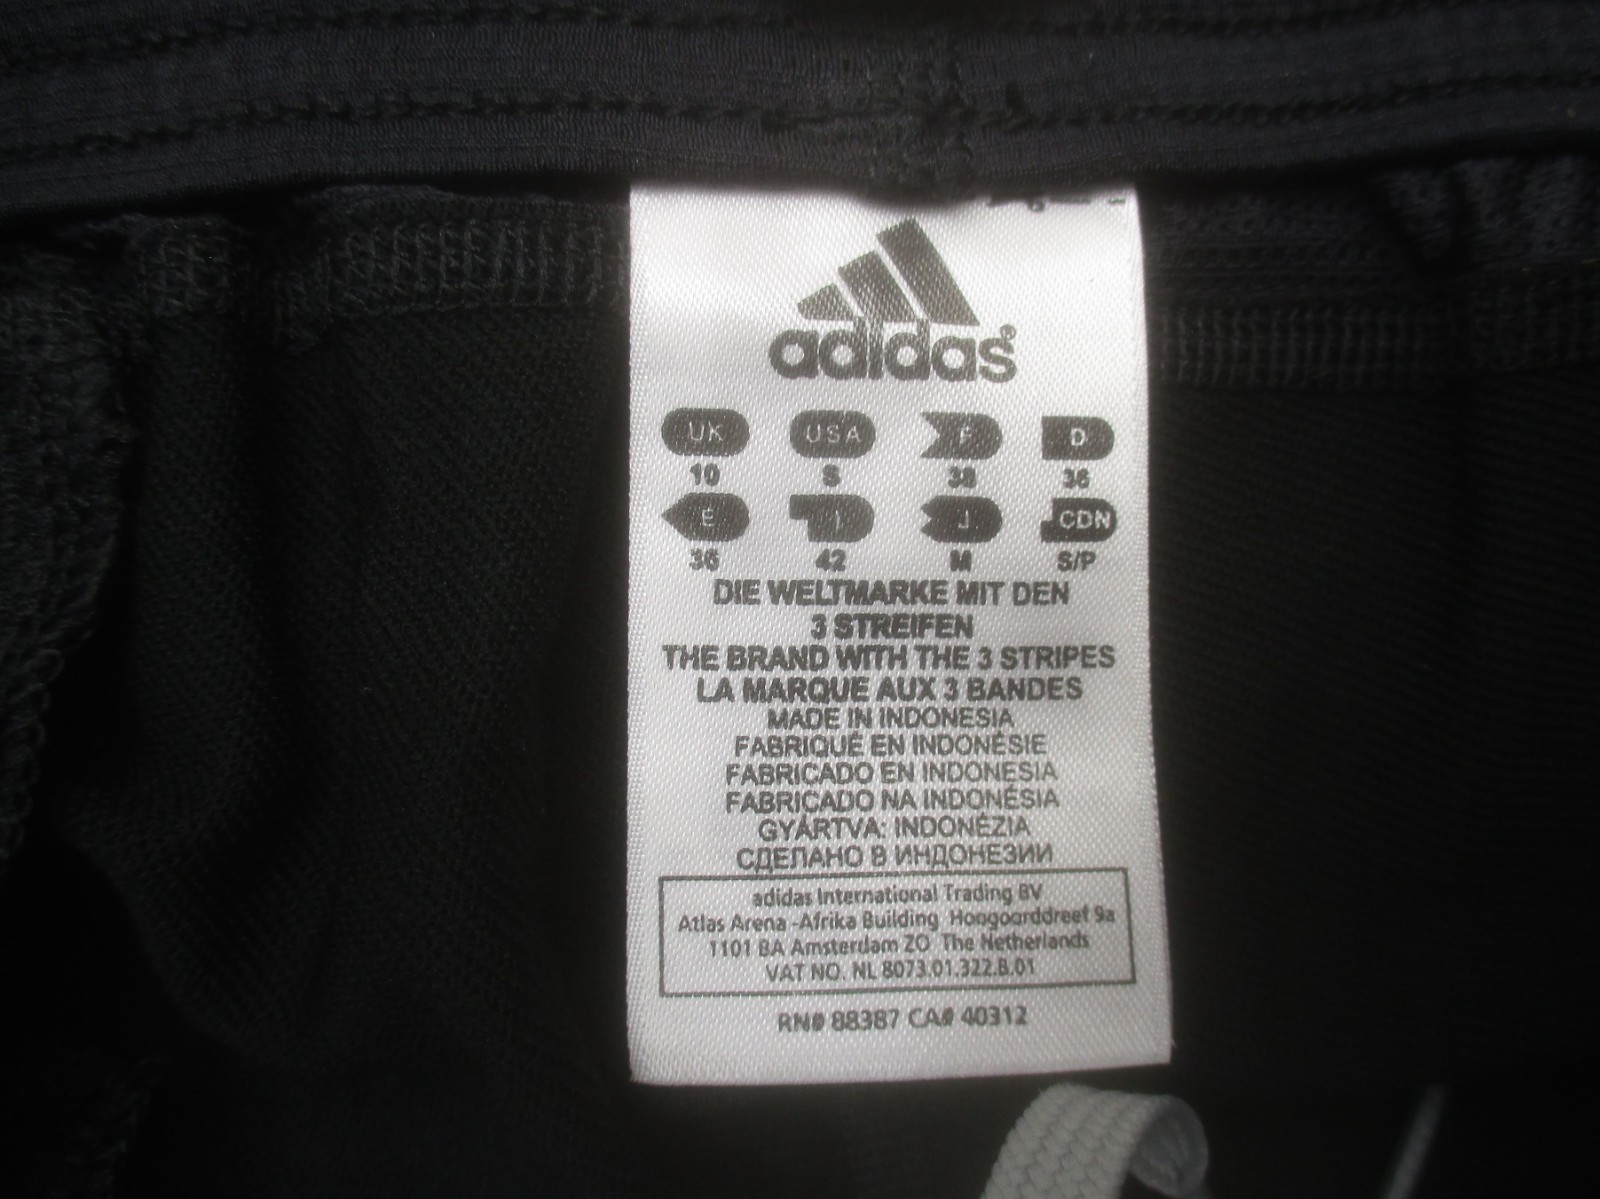 adidas®
UK USA F D
10 S 38 36
E I J CDN
36 42 M S/P
DIE WELTMARKE MIT DEN
3 STREIFEN
THE BRAND WITH THE 3 STRIPES
LA MARQUE AUX 3 BANDES
MADE IN INDONESIA
FABRIQUÉ EN INDONÉSIE
FABRICADO EN INDONESIA
FABRICADO NA INDONÉSIA
GYÁRTVA: INDONÉZIA
СДЕЛАНО В ИНДОНЕЗИИ
adidas International Trading BV
Atlas Arena -Afrika Building Hoogoorddreef 9a
1101 BA Amsterdam ZO The Netherlands
VAT NO. NL 8073.01.322.B.01
RN# 88387 CA# 40312